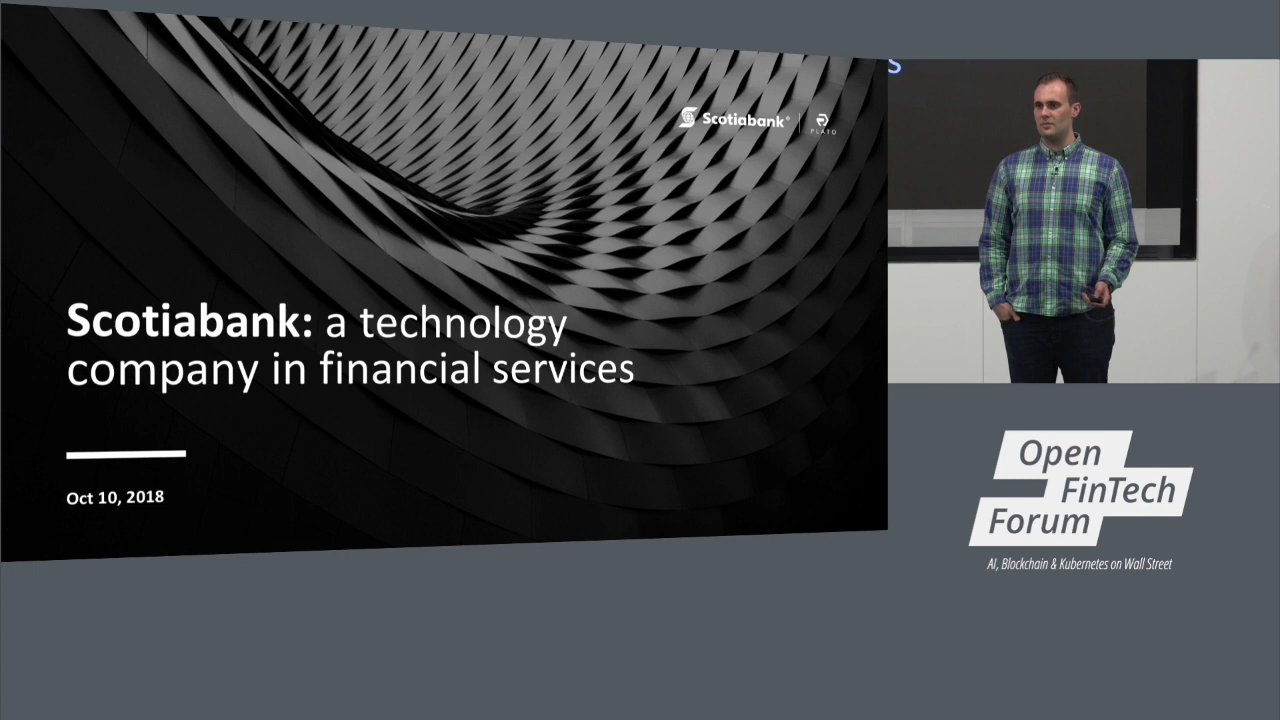 Scotiabank®
PLATO
Scotiabank: a technology
company in financial services
Oct 10, 2018
s
Open
FinTech
Forum
AI, Blockchain & Kubernetes on Wall Street